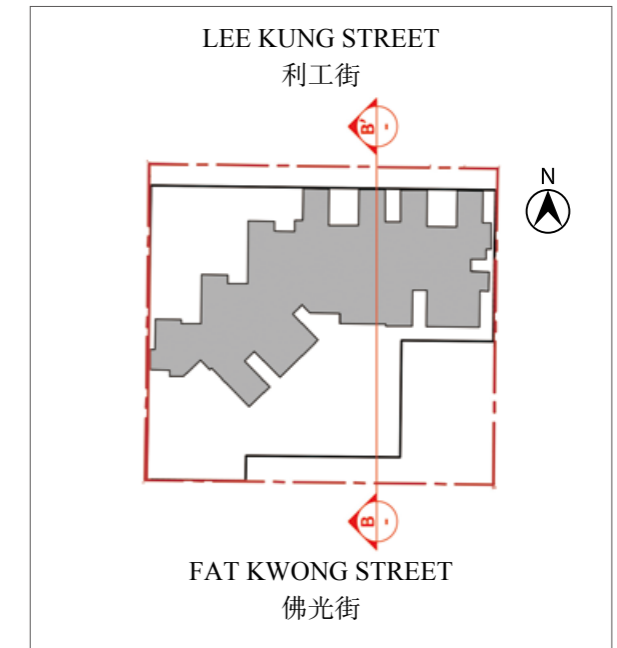 LEE KUNG STREET
利工街
B'
-
N
B
-
FAT KWONG STREET
佛光街